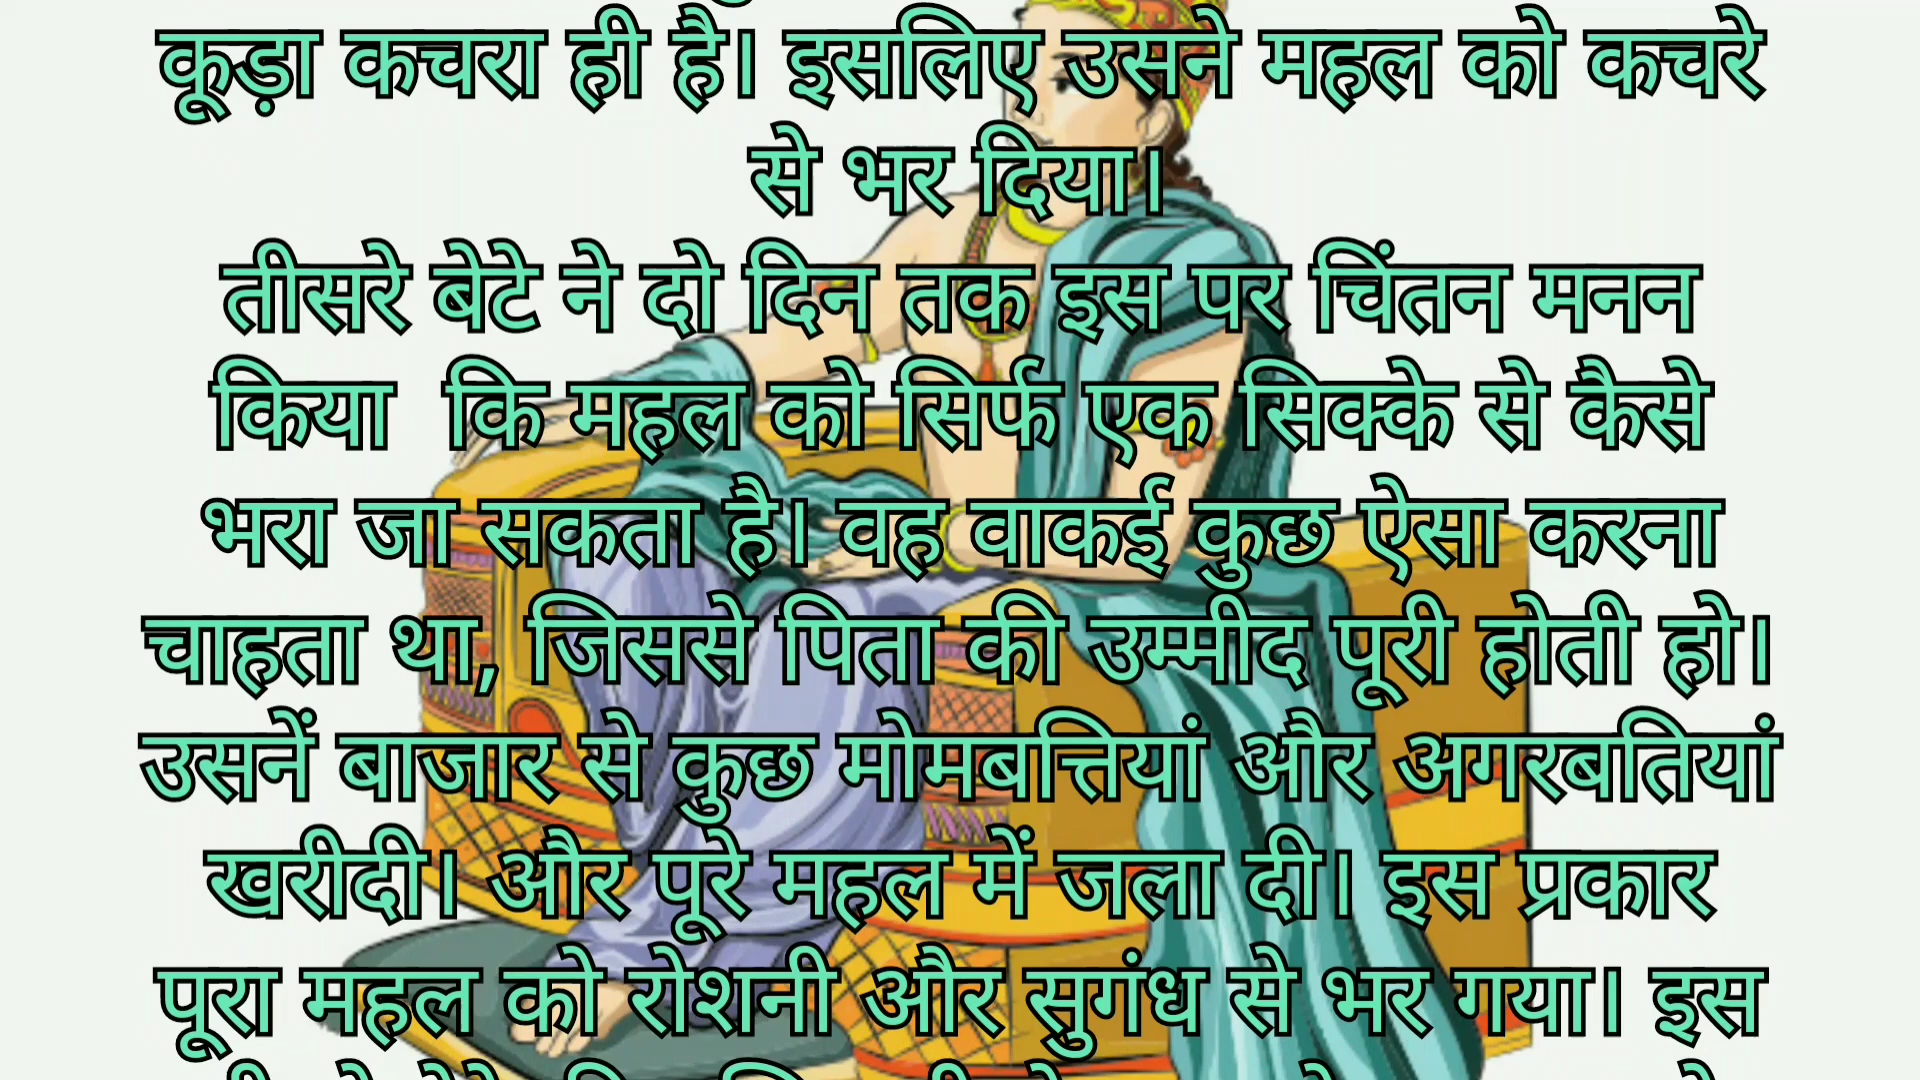 कूड़ा कचरा ही है। इसलिए उसने महल को कचरे
से भर दिया।
तीसरे बेटे ने दो दिन तक इस पर चिंतन मनन
किया कि महल को सिर्फ एक सिक्के से कैसे
भरा जा सकता है। वह वाकई कुछ ऐसा करना
चाहता था, जिससे पिता की उम्मीद पूरी होती हो।
उसनें बाजार से कुछ मोमबत्तियां और अगरबतियां
खरीदी। और पूरे महल में जला दी। इस प्रकार
पूरा महल को रोशनी और सुगंध से भर गया। इस